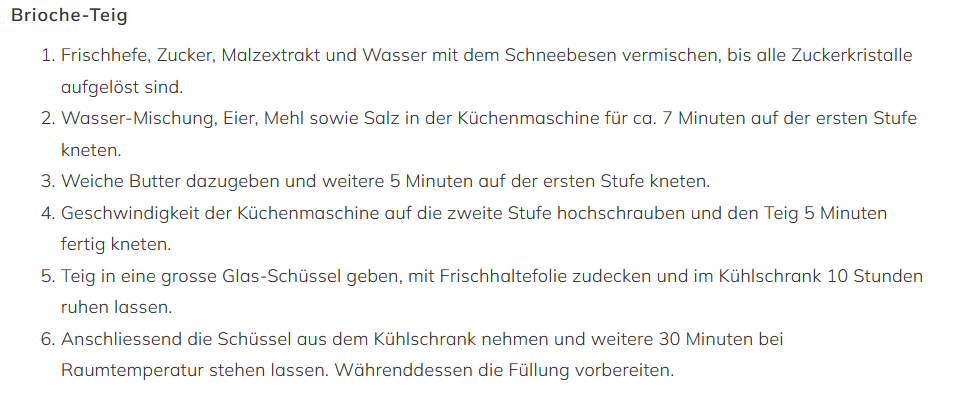 Brioche-Teig
1. Frischhefe, Zucker, Malzextrakt und Wasser mit dem Schneebesen vermischen, bis alle Zuckerkristalle
aufgelöst sind.
2. Wasser-Mischung, Eier, Mehl sowie Salz in der Küchenmaschine für ca. 7 Minuten auf der ersten Stufe
kneten.
3. Weiche Butter dazugeben und weitere 5 Minuten auf der ersten Stufe kneten.
4. Geschwindigkeit der Küchenmaschine auf die zweite Stufe hochschrauben und den Teig 5 Minuten
fertig kneten.
5. Teig in eine grosse Glas-Schüssel geben, mit Frischhaltefolie zudecken und im Kühlschrank 10 Stunden
ruhen lassen.
6. Anschliessend die Schüssel aus dem Kühlschrank nehmen und weitere 30 Minuten bei
Raumtemperatur stehen lassen. Währenddessen die Füllung vorbereiten.